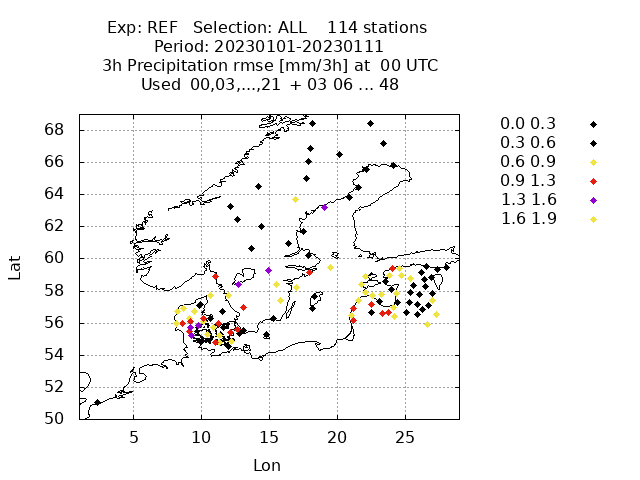 Exp: REF Selection: ALL 114 stations
Period: 20230101-20230111
3h Precipitation rmse [mm/3h] at 00 UTC
Used 00,03,...,21 + 03 06 ... 48
0.0 0.3
0.3 0.6
0.6 0.9
0.9 1.3
1.3 1.6
1.6 1.9
68
66
64
62
60
58
56
54
52
50
Lat
5 10 15 20 25
Lon